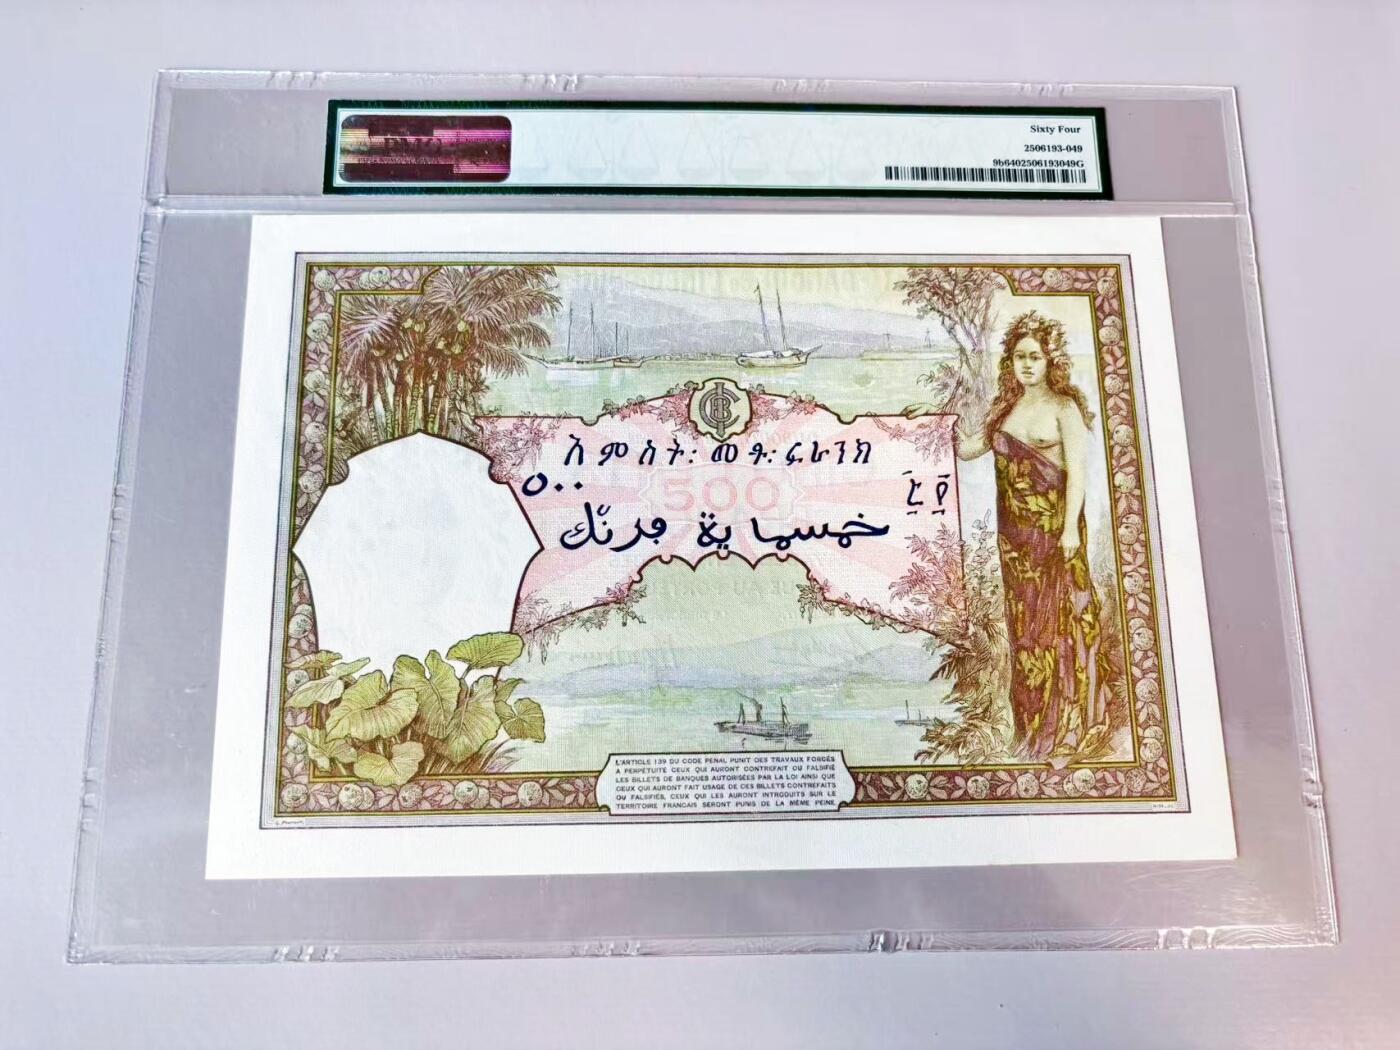 Sixty Four
2506193-049
9b6402506193049G
አምስት፡መቶ፡ፍራንክ
٥٠٠
፭፻
500
خمسماية فرنك
L'ARTICLE 139 DU CODE PENAL PUNIT DES TRAVAUX FORCÉS
A PERPÉTUITÉ CEUX QUI AURONT CONTREFAIT OU FALSIFIÉ
LES BILLETS DE BANQUES AUTORISÉES PAR LA LOI AINSI QUE
CEUX QUI AURONT FAIT USAGE DE CES BILLETS CONTREFAITS
OU FALSIFIÉS, CEUX QUI LES AURONT INTRODUITS SUR LE
TERRITOIRE FRANCAIS SERONT PUNIS DE LA MÊME PEINE